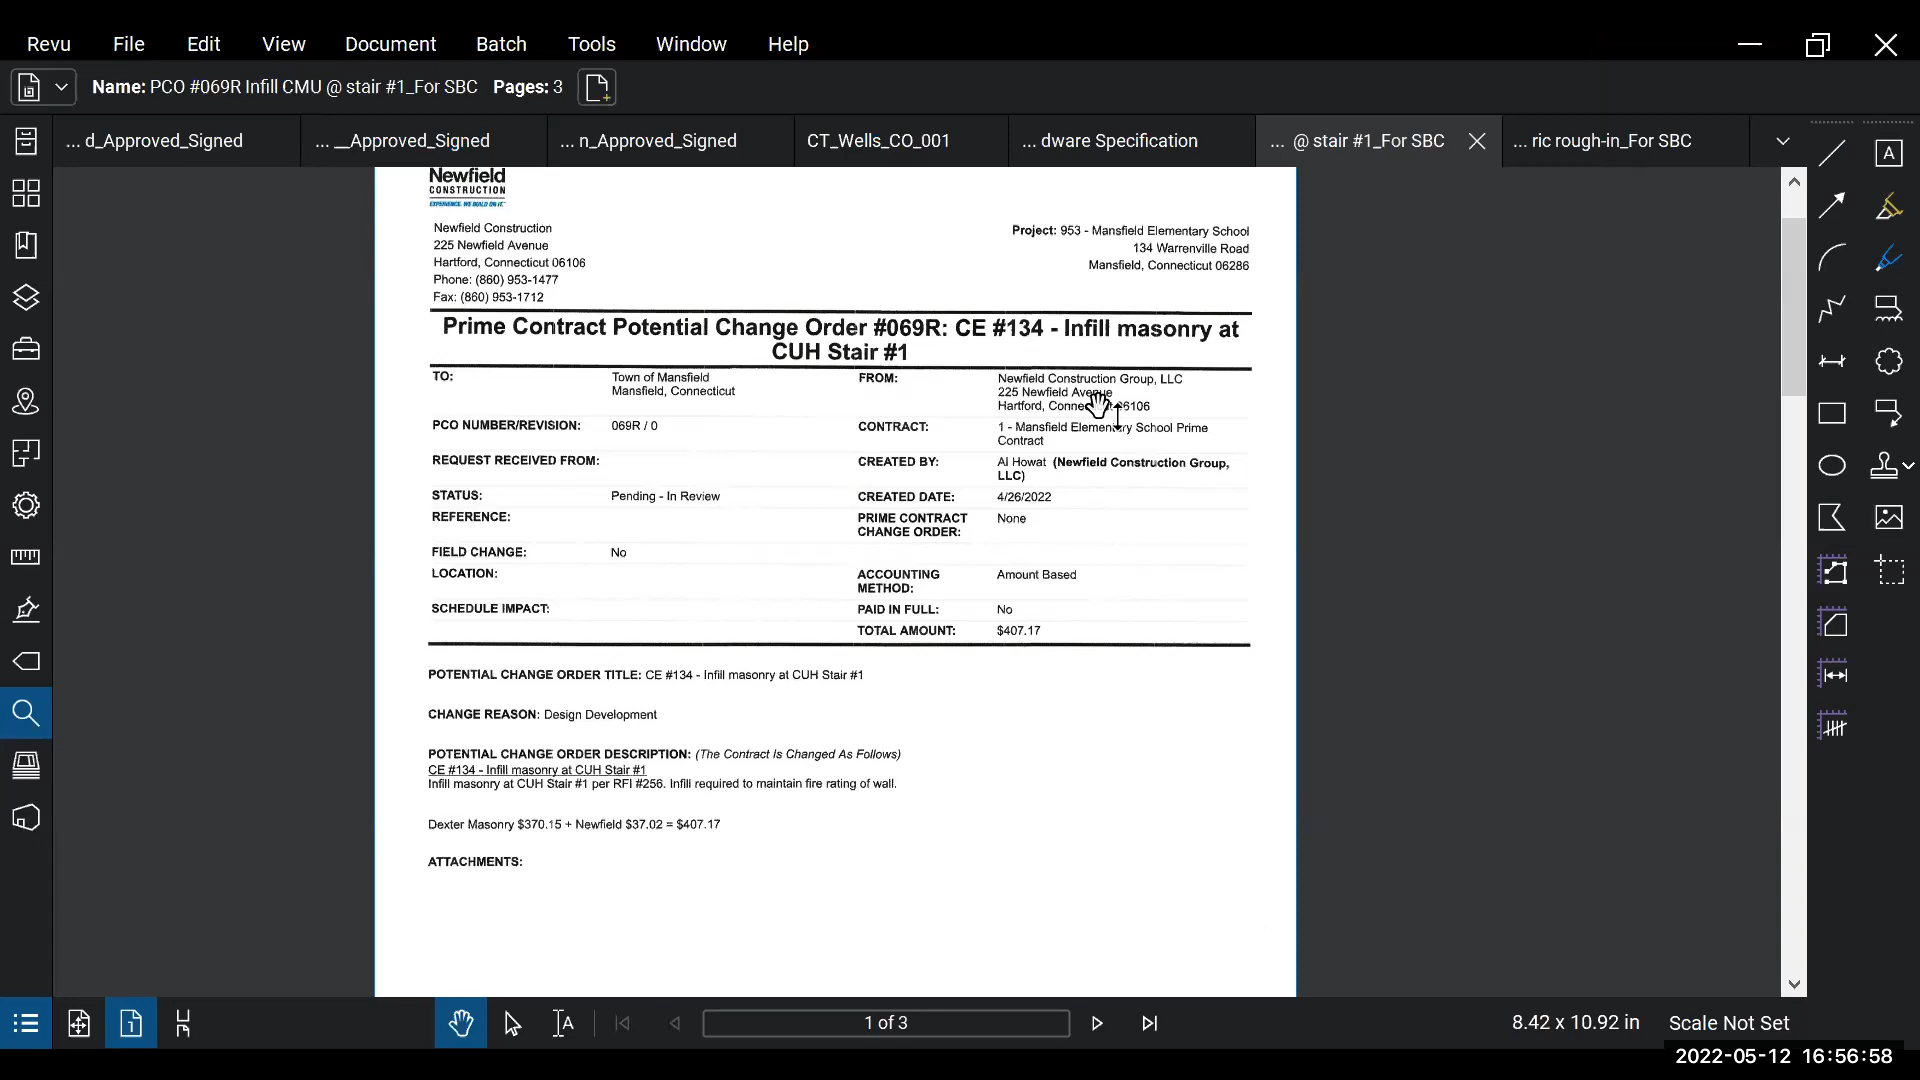 Revu File Edit View Document Batch Tools Window Help
Name: PCO #069R Infill CMU @ stair #1_For SBC Pages: 3
... d_Approved_Signed ... __Approved_Signed ... n_Approved_Signed CT_Wells_CO_001 ... dware Specification ... @ stair #1_For SBC ... ric rough-in_For SBC
Newfield
CONSTRUCTION
EXPERIENCE. WE BUILD ON IT.
Newfield Construction
225 Newfield Avenue
Hartford, Connecticut 06106
Phone: (860) 953-1477
Fax: (860) 953-1712
Project: 953 - Mansfield Elementary School
134 Warrenville Road
Mansfield, Connecticut 06286
Prime Contract Potential Change Order #069R: CE #134 - Infill masonry at
CUH Stair #1
TO: Town of Mansfield
Mansfield, Connecticut
FROM: Newfield Construction Group, LLC
225 Newfield Avenue
Hartford, 06106
PCO NUMBER/REVISION: 069R / 0
CONTRACT: 1 - Mansfield Elementary School Prime
Contract
REQUEST RECEIVED FROM:
CREATED BY: Al Howat (Newfield Construction Group,
LLC)
STATUS: Pending - In Review
CREATED DATE: 4/26/2022
REFERENCE:
PRIME CONTRACT
CHANGE ORDER: None
FIELD CHANGE: No
LOCATION:
ACCOUNTING
METHOD: Amount Based
SCHEDULE IMPACT:
PAID IN FULL: No
TOTAL AMOUNT: $407.17
POTENTIAL CHANGE ORDER TITLE: CE #134 - Infill masonry at CUH Stair #1
CHANGE REASON: Design Development
POTENTIAL CHANGE ORDER DESCRIPTION: (The Contract Is Changed As Follows)
CE #134 - Infill masonry at CUH Stair #1
Infill masonry at CUH Stair #1 per RFI #256. Infill required to maintain fire rating of wall.
Dexter Masonry $370.15 + Newfield $37.02 = $407.17
ATTACHMENTS:
1 of 3
8.42 x 10.92 in Scale Not Set
2022-05-12 16:56:58